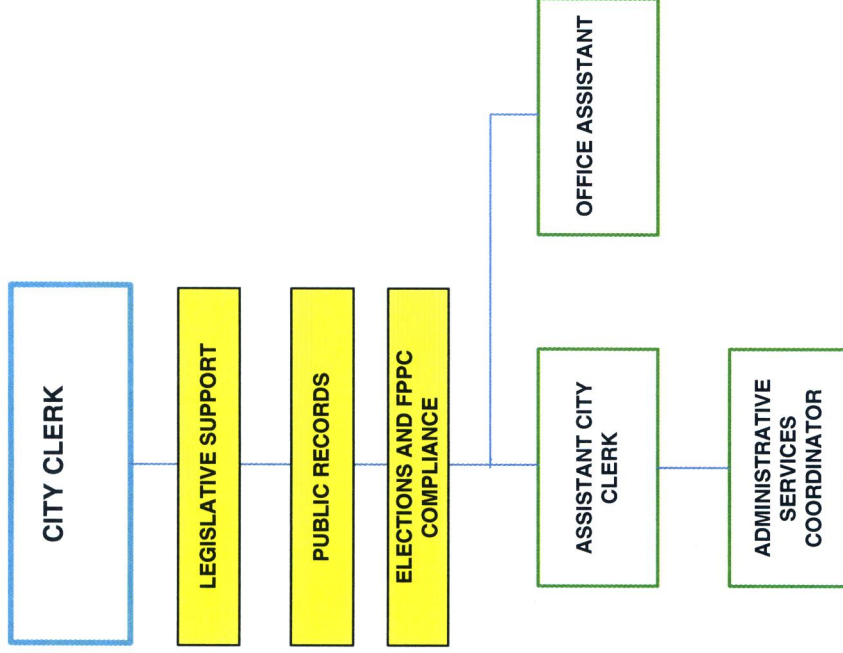 CITY CLERK
LEGISLATIVE SUPPORT
PUBLIC RECORDS
ELECTIONS AND FPPC
COMPLIANCE
ASSISTANT CITY
CLERK
OFFICE ASSISTANT
ADMINISTRATIVE
SERVICES
COORDINATOR